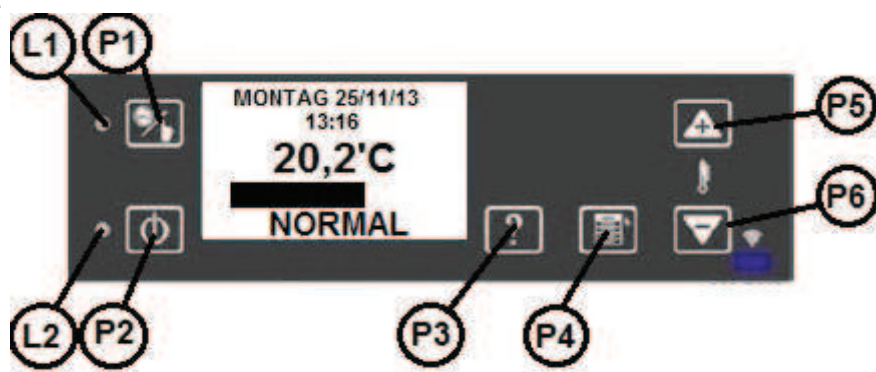 L1 P1
MONTAG 25/11/13
13:16
20,2'C
NORMAL
P5
P6
?
L2 P2
P3
P4